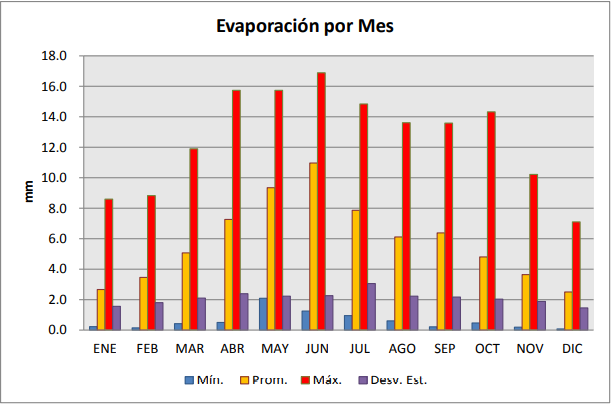 Evaporación por Mes
18.0
16.0
14.0
12.0
10.0
8.0
6.0
4.0
2.0
0.0
mm
ENE FEB MAR ABR MAY JUN JUL AGO SEP OCT NOV DIC
Mín. Prom. Máx. Desv. Est.